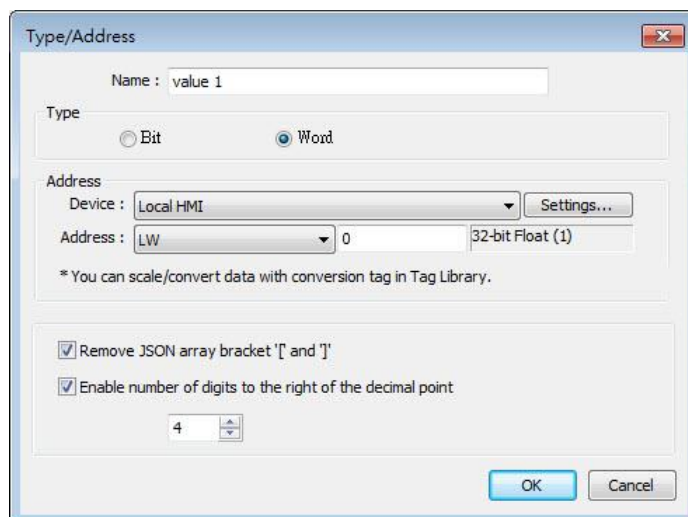 Type/Address
Name : value 1
Type
Bit Word
Address
Device : Local HMI Settings...
Address : LW 0 32-bit Float (1)
* You can scale/convert data with conversion tag in Tag Library.
Remove JSON array bracket '[' and ']'
Enable number of digits to the right of the decimal point
4
OK Cancel